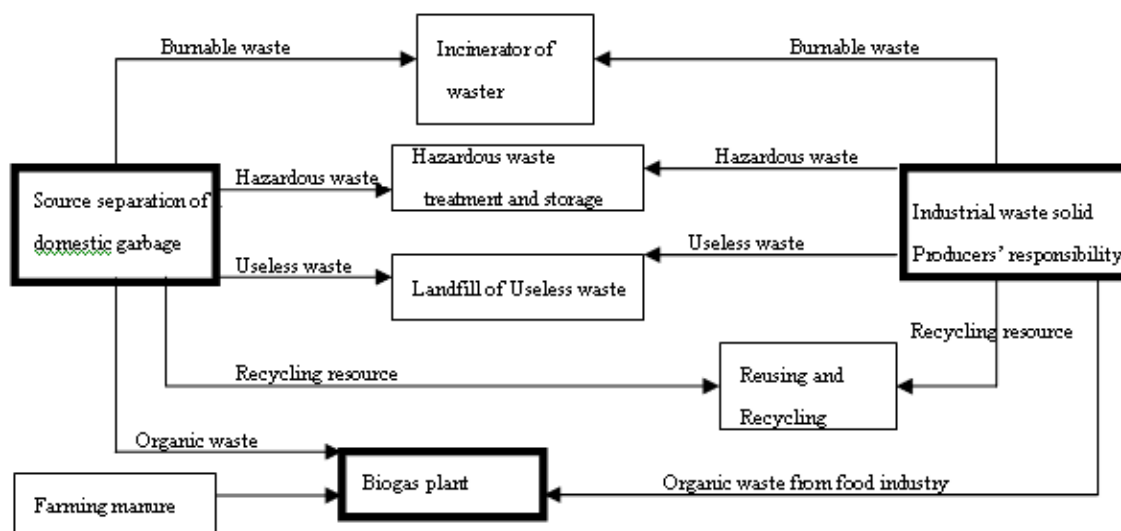 Burnable waste
Incinerator of
waster
Burnable waste
Hazardous waste
Hazardous waste
treatment and storage
Hazardous waste
Source separation of
domestic garbage
Industrial waste solid
Producers’ responsibility
Useless waste
Landfill of Useless waste
Useless waste
Recycling resource
Recycling resource
Reusing and
Recycling
Organic waste
Biogas plant
Organic waste from food industry
Farming manure